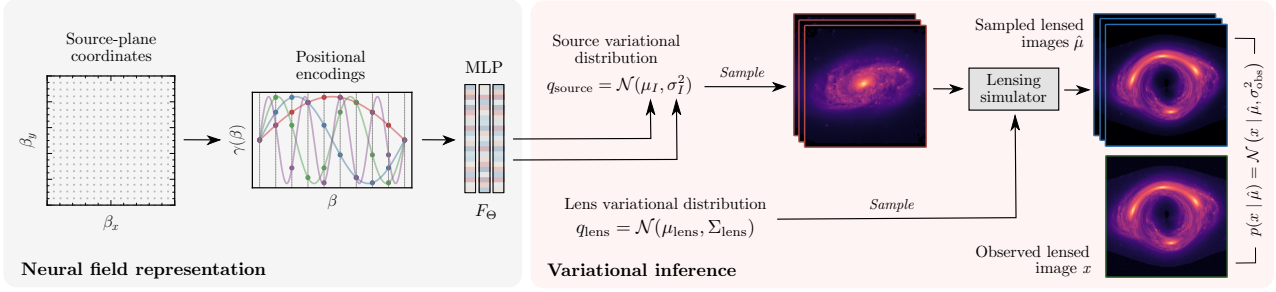 Source-plane
coordinates
β_y
β_x
Positional
encodings
γ(β)
β
MLP
F_Θ
Neural field representation
Source variational
distribution
q_source = 𝒩(μ_I, σ_I^2)
Sample
Lensing
simulator
Sampled lensed
images μ̂
p(x | μ̂) = 𝒩 (x | μ̂, σ_obs^2)
Lens variational distribution
q_lens = 𝒩(μ_lens, Σ_lens)
Sample
Observed lensed
image x
Variational inference